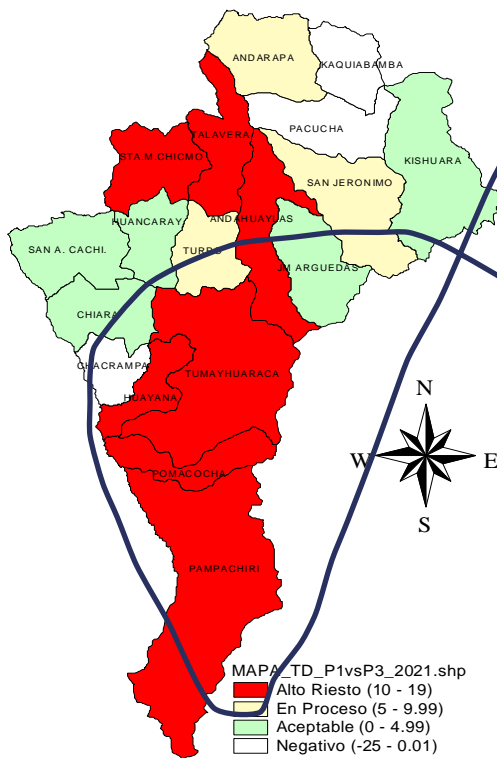 ANDARAPA
KAQUIABAMBA
PACUCHA
TALAVERA
STA.M.CHICMO
KISHUARA
SAN JERONIMO
HUANCARAY
ANDAHUAYLAS
SAN A. CACHI.
TURPO
JM ARGUEDAS
CHIARA
CHACRAMPA
TUMAYHUARACA
HUAYANA
N
W
E
S
POMACOCHA
PAMPACHIRI
MAPA_TD_P1vsP3_2021.shp
Alto Riesto (10 - 19)
En Proceso (5 - 9.99)
Aceptable (0 - 4.99)
Negativo (-25 - 0.01)